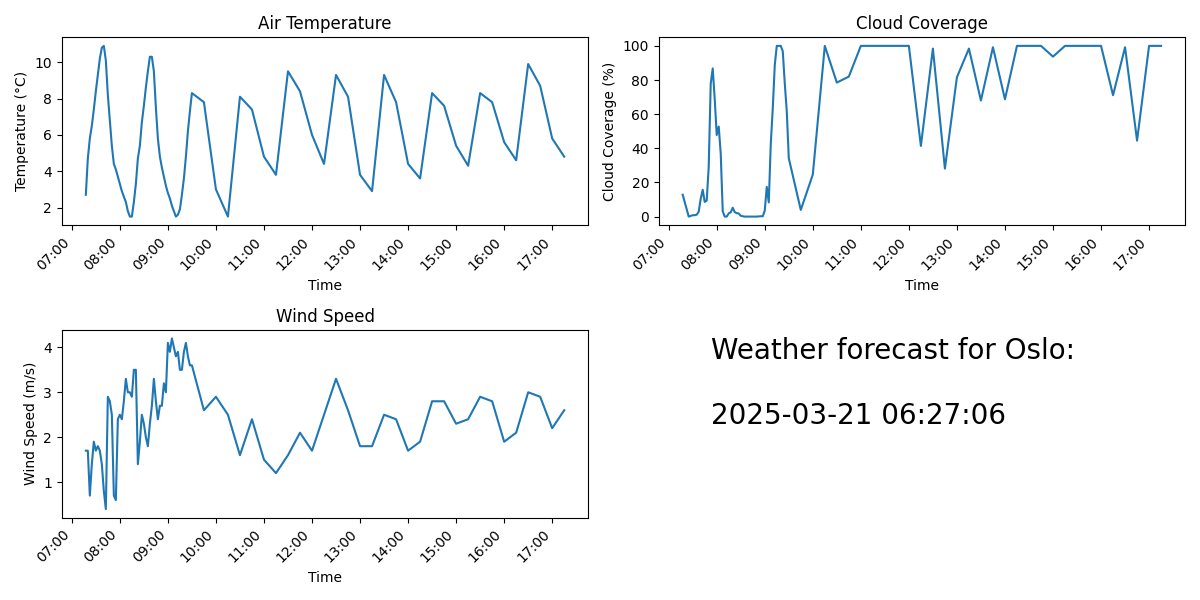 Air Temperature
Temperature (°C)
10
8
6
4
2
07:00 08:00 09:00 10:00 11:00 12:00 13:00 14:00 15:00 16:00 17:00
Time
Cloud Coverage
Cloud Coverage (%)
100
80
60
40
20
0
07:00 08:00 09:00 10:00 11:00 12:00 13:00 14:00 15:00 16:00 17:00
Time
Wind Speed
Wind Speed (m/s)
4
3
2
1
07:00 08:00 09:00 10:00 11:00 12:00 13:00 14:00 15:00 16:00 17:00
Time
Weather forecast for Oslo:
2025-03-21 06:27:06